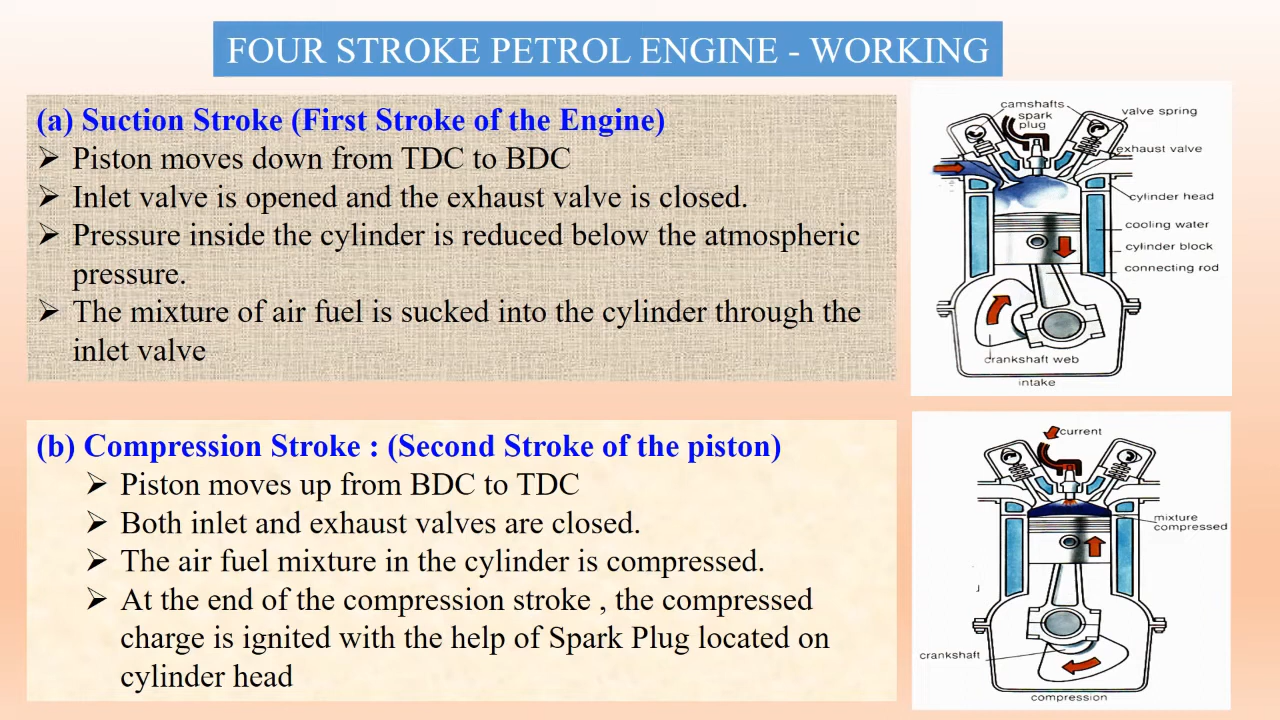 FOUR STROKE PETROL ENGINE - WORKING
(a) Suction Stroke (First Stroke of the Engine)
➢ Piston moves down from TDC to BDC
➢ Inlet valve is opened and the exhaust valve is closed.
➢ Pressure inside the cylinder is reduced below the atmospheric
pressure.
➢ The mixture of air fuel is sucked into the cylinder through the
inlet valve
camshafts
spark
plug
valve spring
exhaust valve
cylinder head
cooling water
cylinder block
connecting rod
crankshaft web
intake
(b) Compression Stroke : (Second Stroke of the piston)
➢ Piston moves up from BDC to TDC
➢ Both inlet and exhaust valves are closed.
➢ The air fuel mixture in the cylinder is compressed.
➢ At the end of the compression stroke , the compressed
charge is ignited with the help of Spark Plug located on
cylinder head
current
mixture
compressed
crankshaft
compression